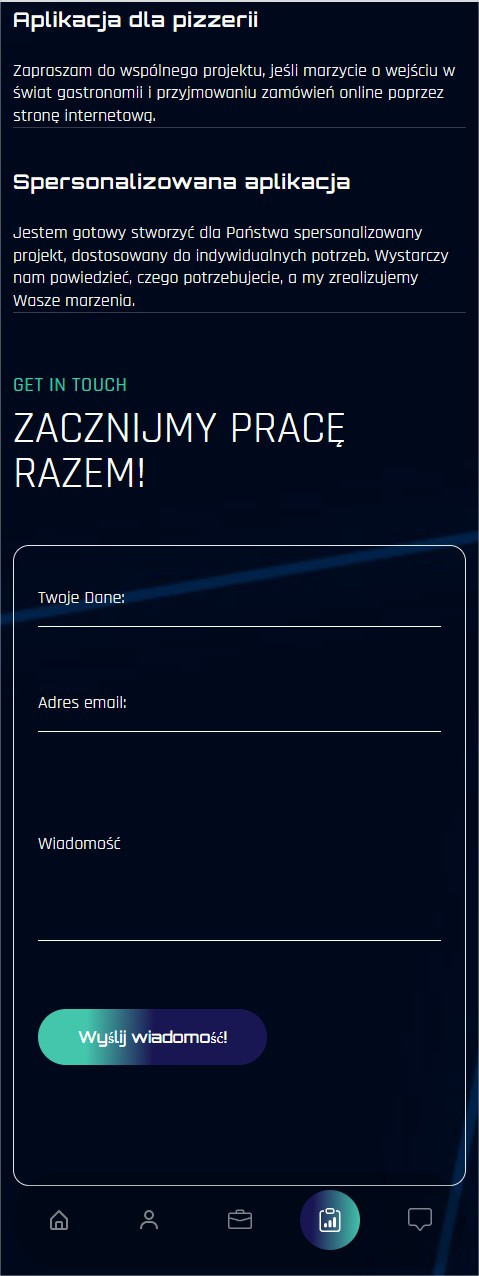 Aplikacja dla pizzerii
Zapraszam do wspólnego projektu, jeśli marzycie o wejściu w
świat gastronomii i przyjmowaniu zamówień online poprzez
stronę internetową.
Spersonalizowana aplikacja
Jestem gotowy stworzyć dla Państwa spersonalizowany
projekt, dostosowany do indywidualnych potrzeb. Wystarczy
nam powiedzieć, czego potrzebujecie, a my zrealizujemy
Wasze marzenia.
GET IN TOUCH
ZACZNIJMY PRACĘ
RAZEM!
Twoje Dane:
Adres email:
Wiadomość
Wyślij wiadomość!